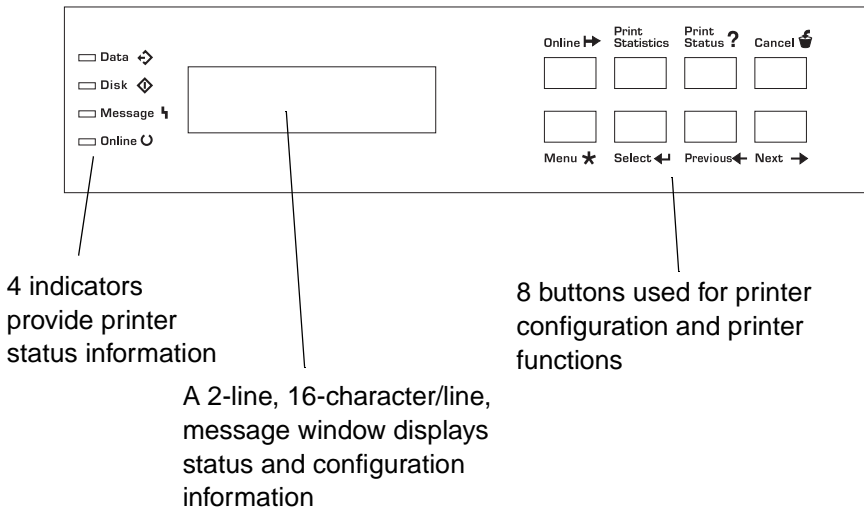 Data
Disk
Message
Online
Online
Print
Statistics
Print
Status ?
Cancel
Menu
Select
Previous
Next
4 indicators
provide printer
status information
A 2-line, 16-character/line,
message window displays
status and configuration
information
8 buttons used for printer
configuration and printer
functions